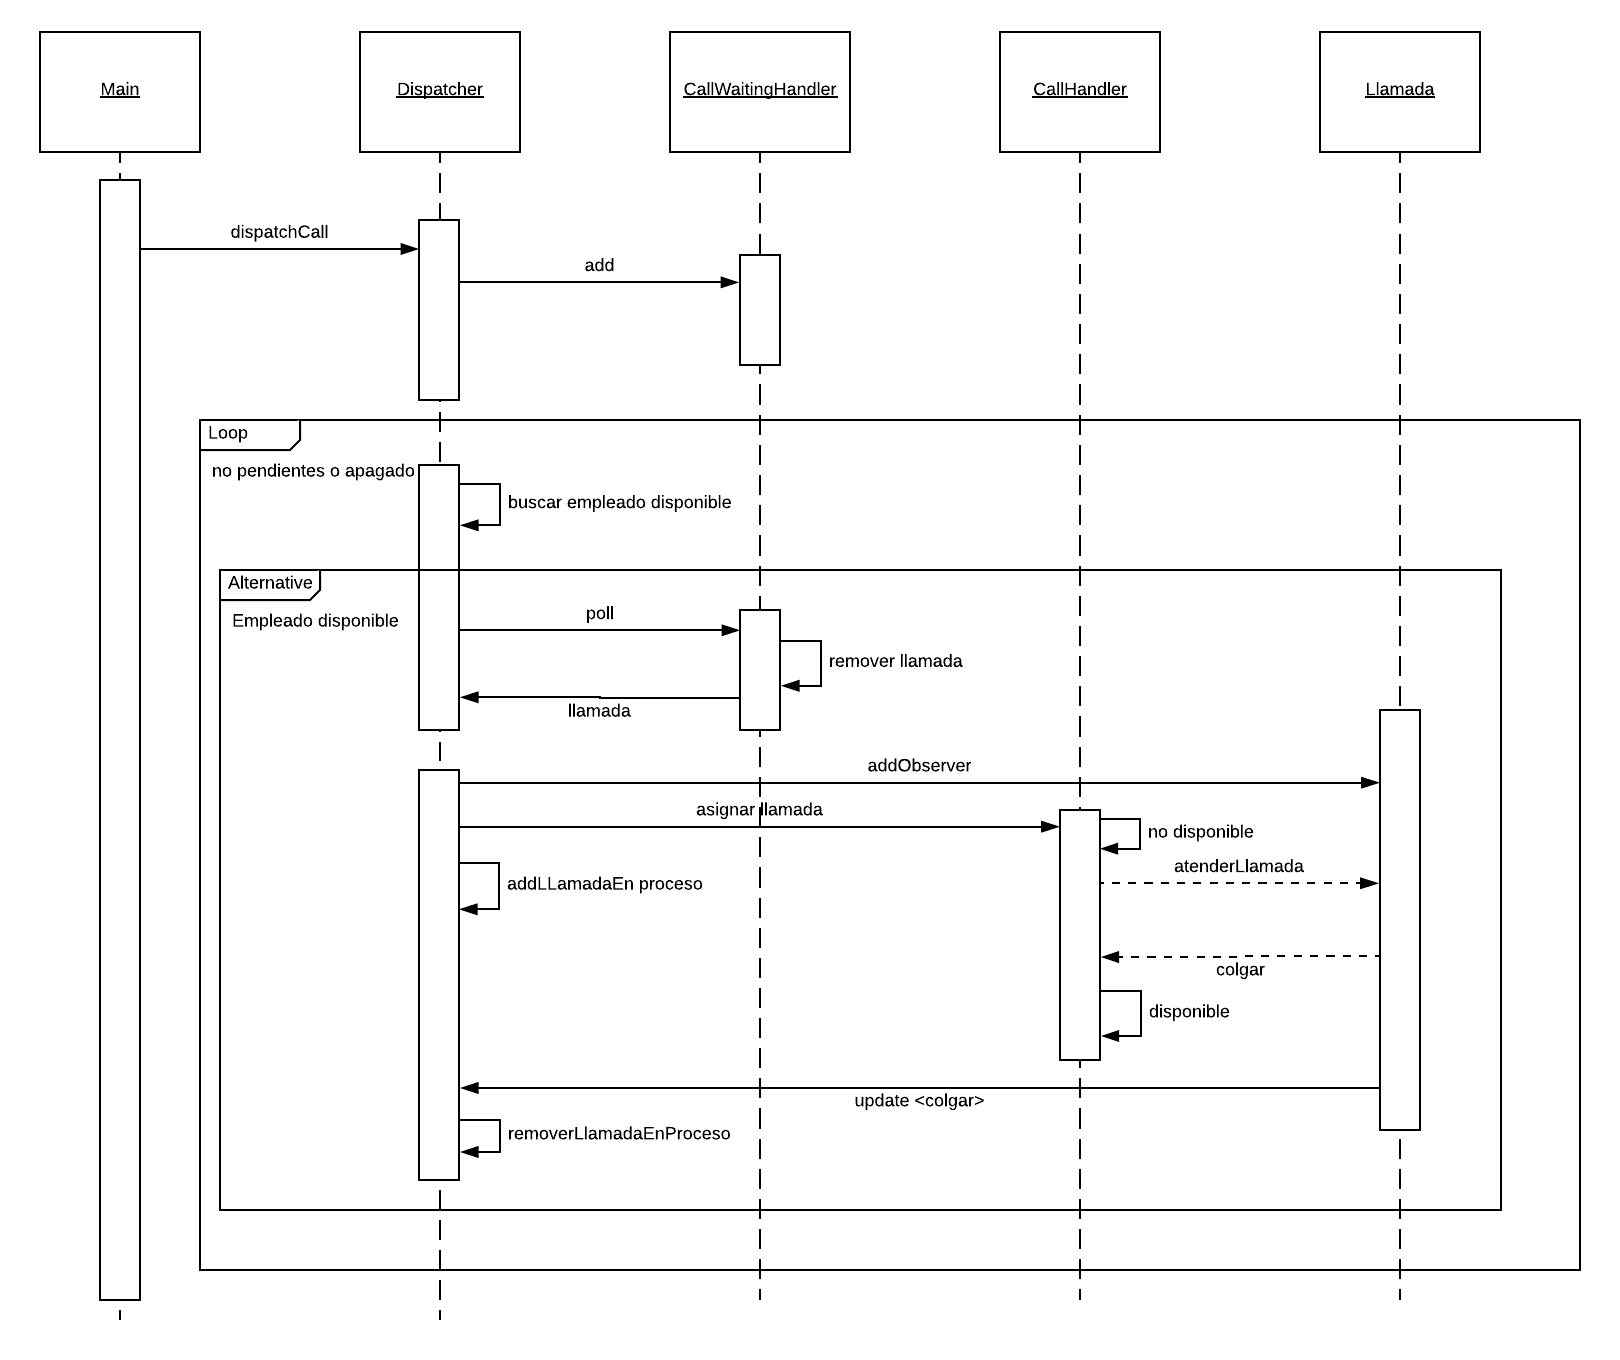 Main
Dispatcher
CallWaitingHandler
CallHandler
Llamada
dispatchCall
add
Loop
no pendientes o apagado
buscar empleado disponible
Alternative
Empleado disponible
poll
remover llamada
llamada
addObserver
asignar llamada
no disponible
atenderLlamada
addLLamadaEn proceso
colgar
disponible
update <colgar>
removerLlamadaEnProceso